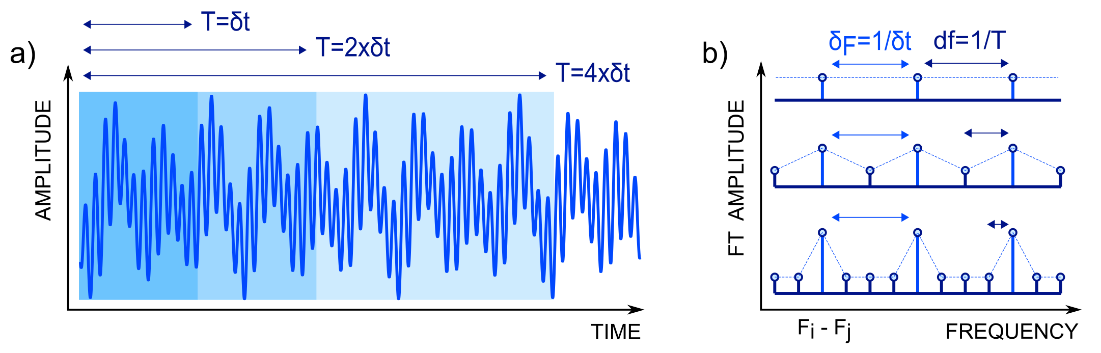 a)
T=δt
T=2xδt
T=4xδt
AMPLITUDE
TIME
b)
δF=1/δt
df=1/T
FT AMPLITUDE
Fi - Fj
FREQUENCY